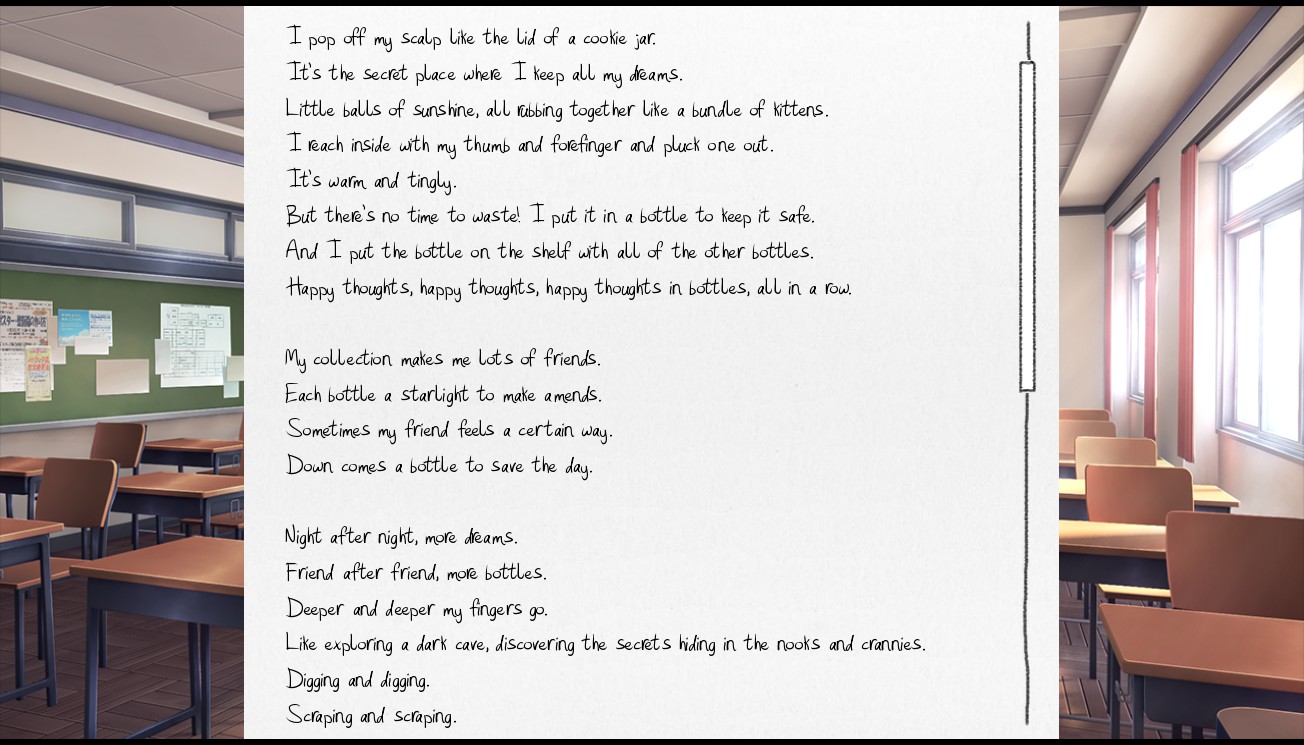 I pop off my scalp like the lid of a cookie jar.
It's the secret place where I keep all my dreams.
Little balls of sunshine, all rubbing together like a bundle of kittens.
I reach inside with my thumb and forefinger and pluck one out.
It's warm and tingly.
But there's no time to waste! I put it in a bottle to keep it safe.
And I put the bottle on the shelf with all of the other bottles.
Happy thoughts, happy thoughts, happy thoughts in bottles, all in a row.
My collection makes me lots of friends.
Each bottle a starlight to make amends.
Sometimes my friend feels a certain way.
Down comes a bottle to save the day.
Night after night, more dreams.
Friend after friend, more bottles.
Deeper and deeper my fingers go.
Like exploring a dark cave, discovering the secrets hiding in the nooks and crannies.
Digging and digging.
Scraping and scraping.